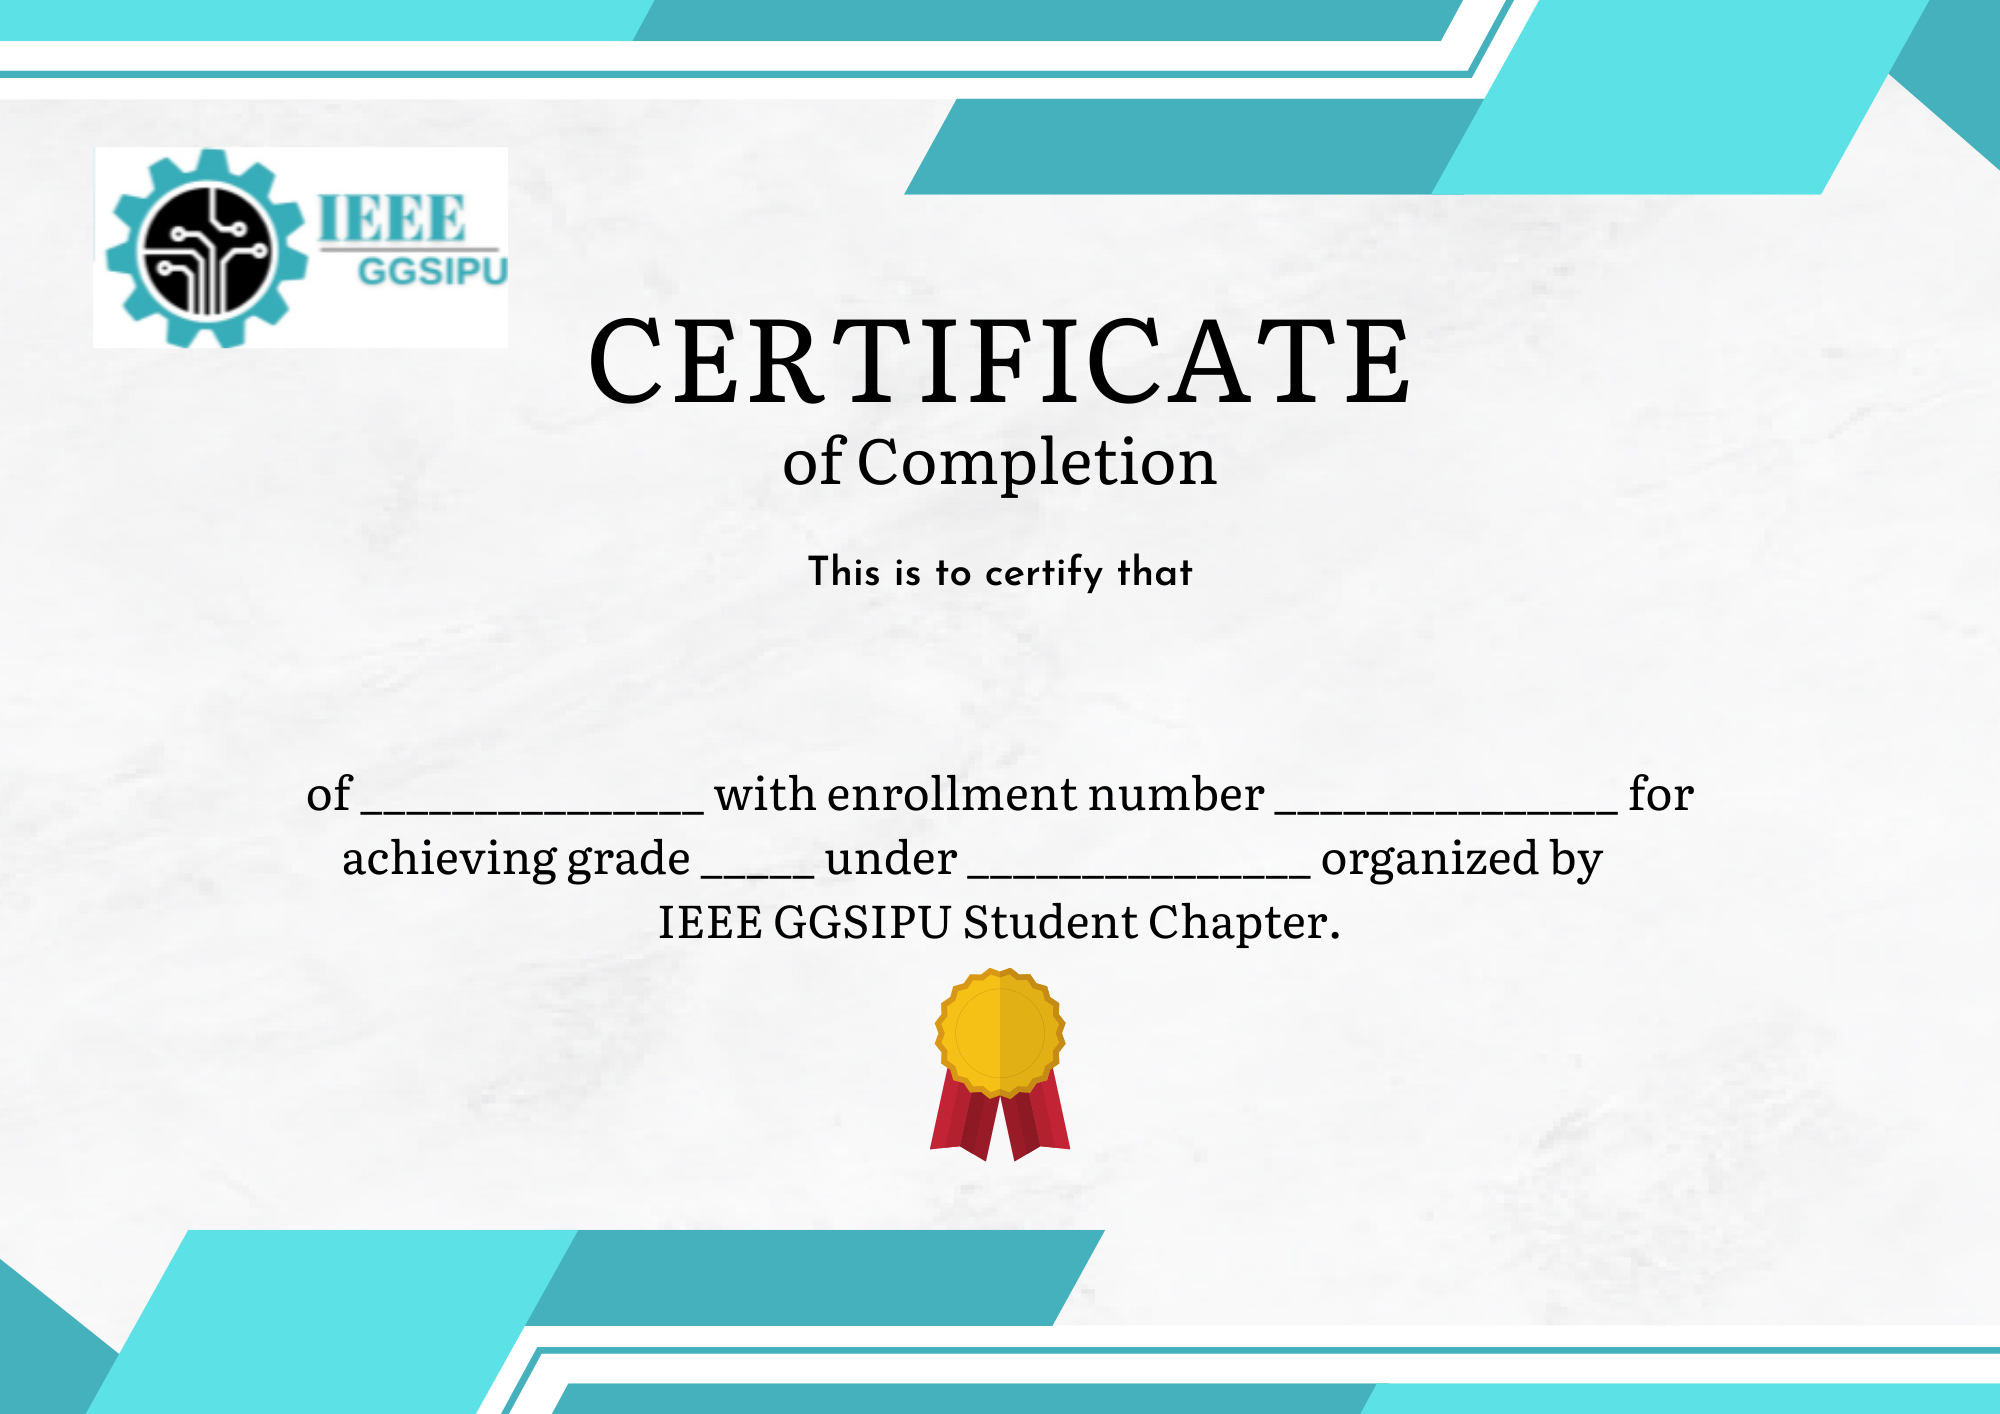 IEEE
GGSIPU
CERTIFICATE
of Completion
This is to certify that
of _______________ with enrollment number _______________ for
achieving grade _____ under _______________ organized by
IEEE GGSIPU Student Chapter.